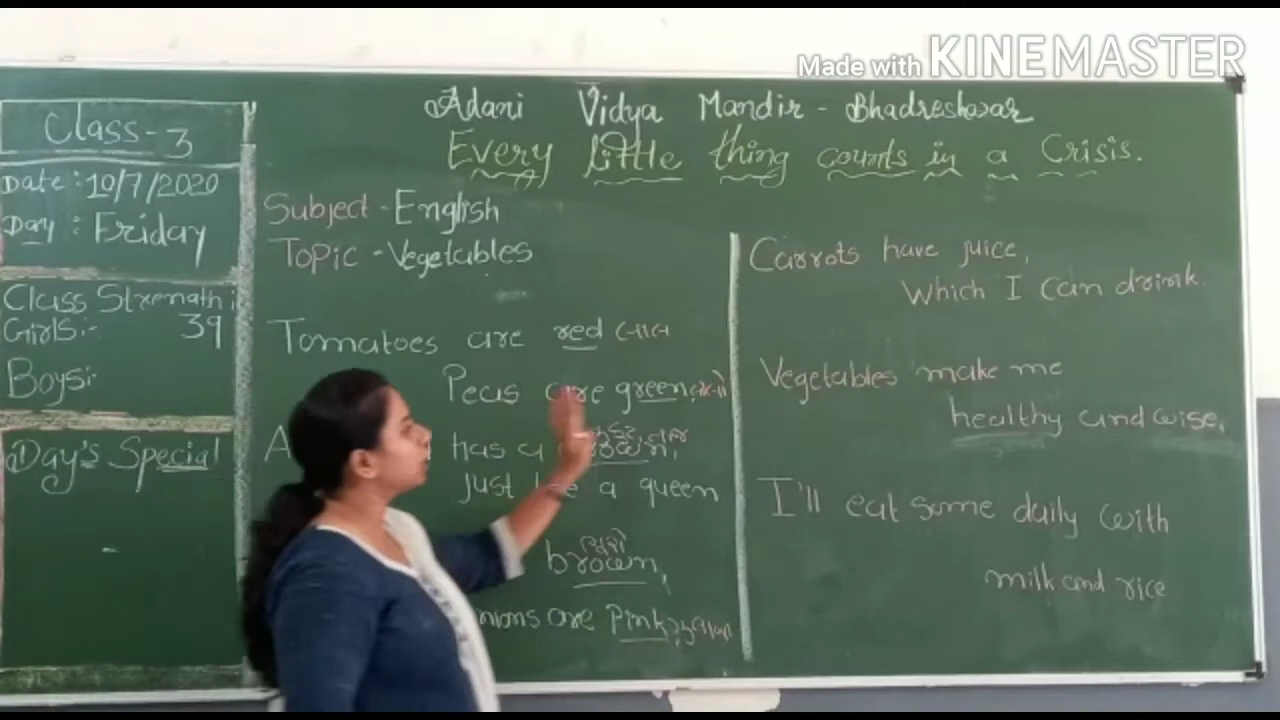 Made with KINEMASTER
Adani Vidya Mandir - Bhadreshwar
Every little thing counts in a Crisis.
Class-3
Date: 10/7/2020
Day: Friday
Class Strenath:
Girls:- 39
Boys:-
Day's Special
-
Subject - English
Topic - Vegetables
Tomatoes are red લાલ
Peas are green,
A has a
just a queen
brown,
are Pink,
Carrots have juice,
Which I can drink.
Vegetables make me
healthy and wise,
I'll eat some daily with
milk and rice